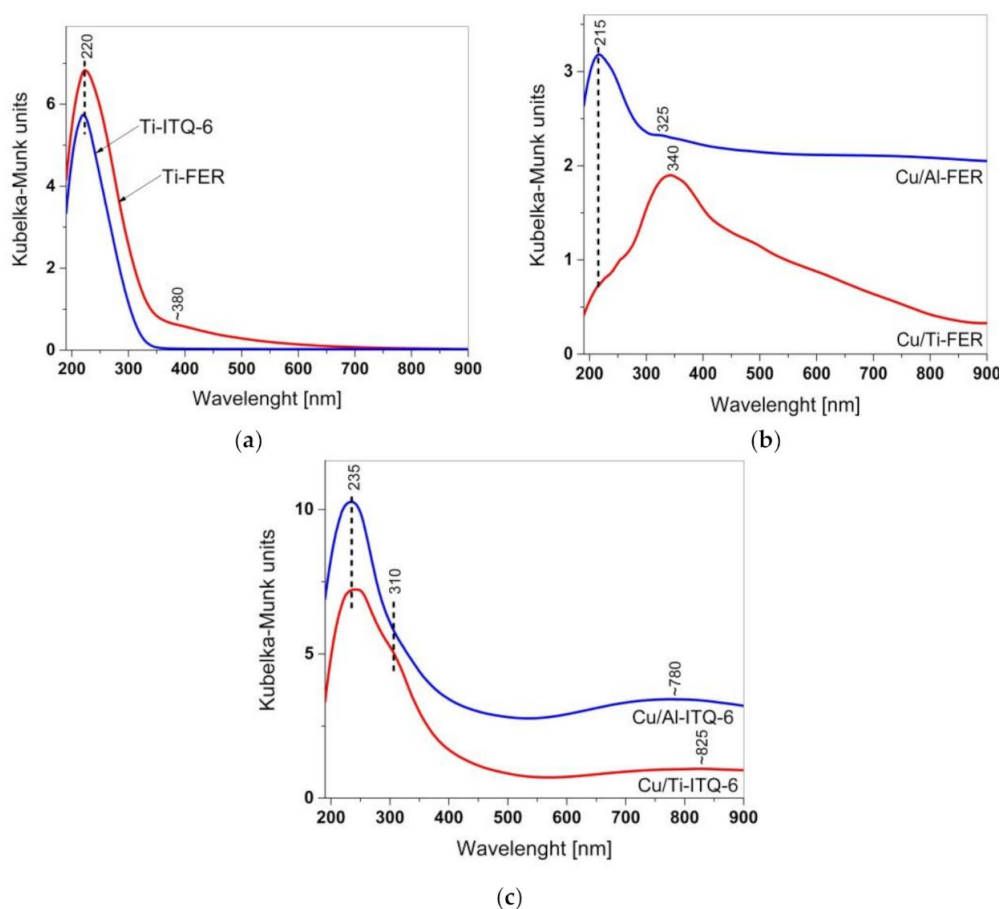 220
Ti-ITQ-6
Ti-FER
~380
Kubelka-Munk units
6
4
2
0
200 300 400 500 600 700 800 900
Wavelenght [nm]
(a)
215
325
340
Cu/Al-FER
Cu/Ti-FER
Kubelka-Munk units
3
2
1
0
200 300 400 500 600 700 800 900
Wavelenght [nm]
(b)
235
310
~780
Cu/Al-ITQ-6
~825
Cu/Ti-ITQ-6
Kubelka-Munk units
10
5
0
200 300 400 500 600 700 800 900
Wavelenght [nm]
(c)